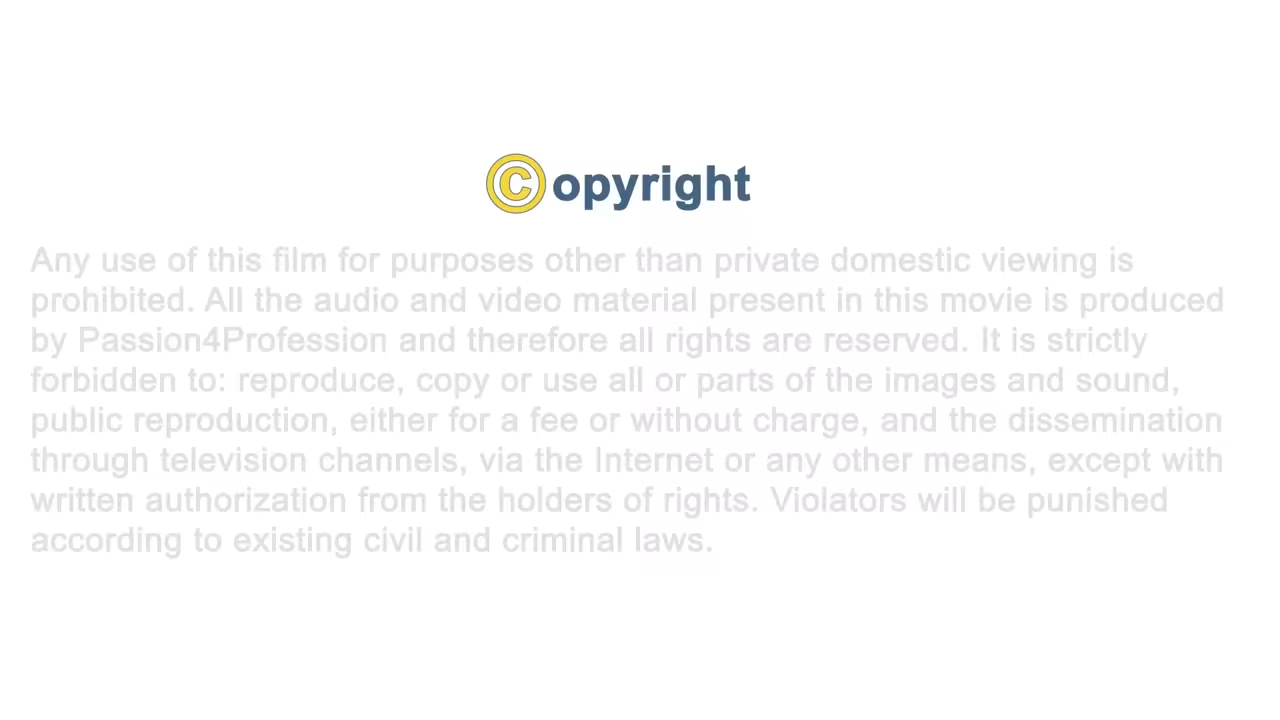 ©opyright
Any use of this film for purposes other than private domestic viewing is
prohibited. All the audio and video material present in this movie is produced
by Passion4Profession and therefore all rights are reserved. It is strictly
forbidden to: reproduce, copy or use all or parts of the images and sound,
public reproduction, either for a fee or without charge, and the dissemination
through television channels, via the Internet or any other means, except with
written authorization from the holders of rights. Violators will be punished
according to existing civil and criminal laws.